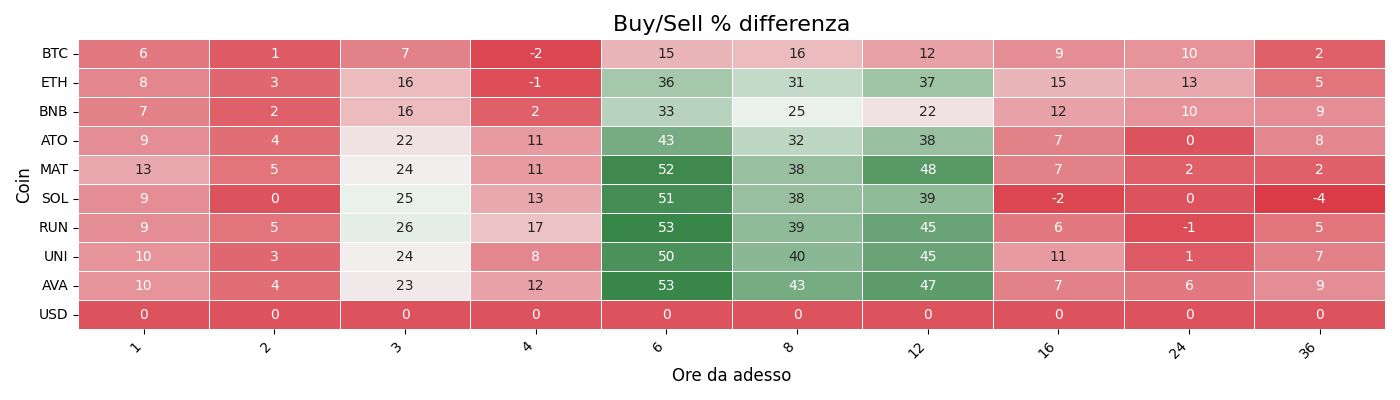 Buy/Sell % differenza
Coin
BTC 6 1 7 -2 15 16 12 9 10 2
ETH 8 3 16 -1 36 31 37 15 13 5
BNB 7 2 16 2 33 25 22 12 10 9
ATO 9 4 22 11 43 32 38 7 0 8
MAT 13 5 24 11 52 38 48 7 2 2
SOL 9 0 25 13 51 38 39 -2 0 -4
RUN 9 5 26 17 53 39 45 6 -1 5
UNI 10 3 24 8 50 40 45 11 1 7
AVA 10 4 23 12 53 43 47 7 6 9
USD 0 0 0 0 0 0 0 0 0 0
1 2 3 4 6 8 12 16 24 36
Ore da adesso